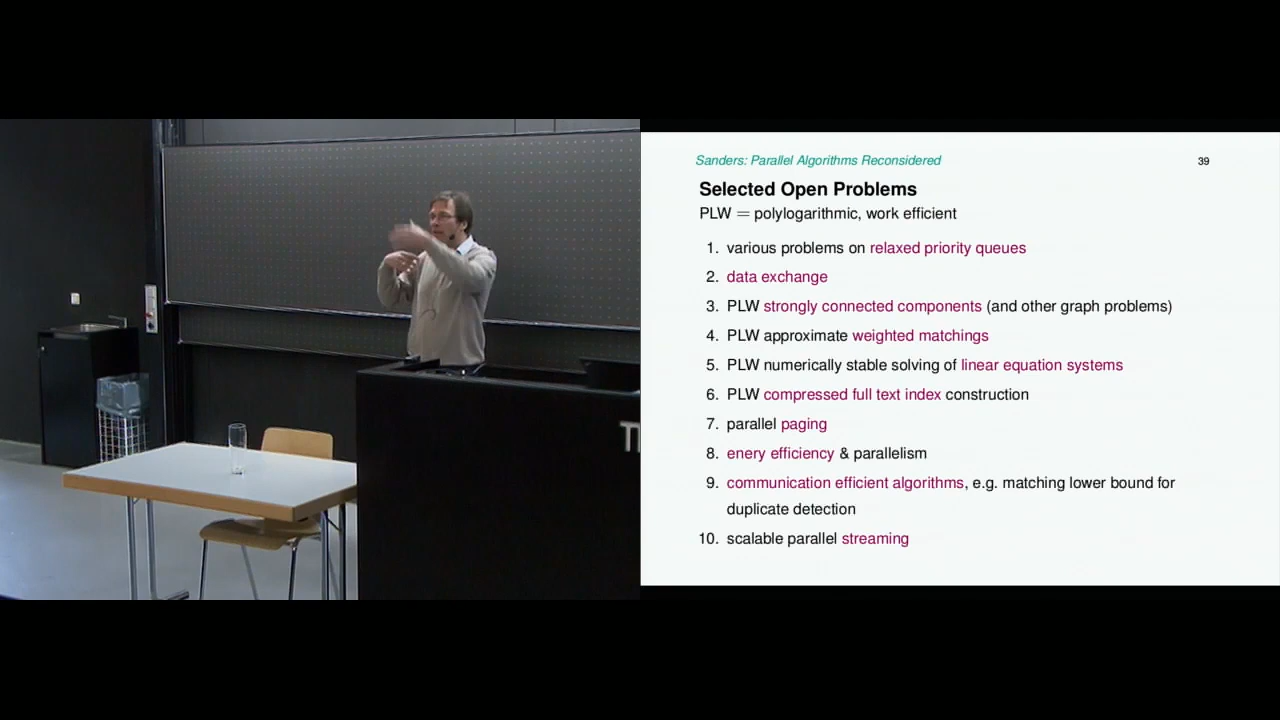 Sanders: Parallel Algorithms Reconsidered 39
Selected Open Problems
PLW = polylogarithmic, work efficient
1. various problems on relaxed priority queues
2. data exchange
3. PLW strongly connected components (and other graph problems)
4. PLW approximate weighted matchings
5. PLW numerically stable solving of linear equation systems
6. PLW compressed full text index construction
7. parallel paging
8. enery efficiency & parallelism
9. communication efficient algorithms, e.g. matching lower bound for
duplicate detection
10. scalable parallel streaming